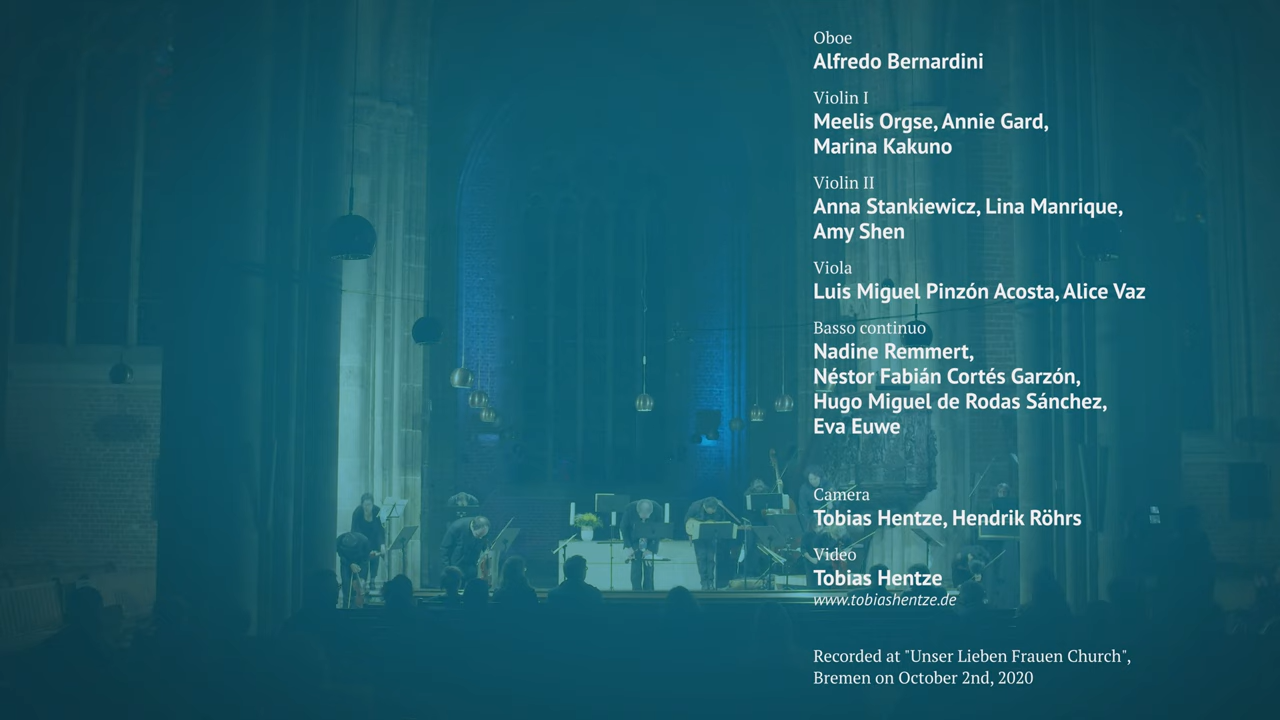 Oboe
Alfredo Bernardini
Violin I
Meelis Orgse, Annie Gard,
Marina Kakuno
Violin II
Anna Stankiewicz, Lina Manrique,
Amy Shen
Viola
Luis Miguel Pinzón Acosta, Alice Vaz
Basso continuo
Nadine Remmert,
Néstor Fabián Cortés Garzón,
Hugo Miguel de Rodas Sánchez,
Eva Euwe
Camera
Tobias Hentze, Hendrik Röhrs
Video
Tobias Hentze
www.tobiashentze.de
Recorded at "Unser Lieben Frauen Church",
Bremen on October 2nd, 2020